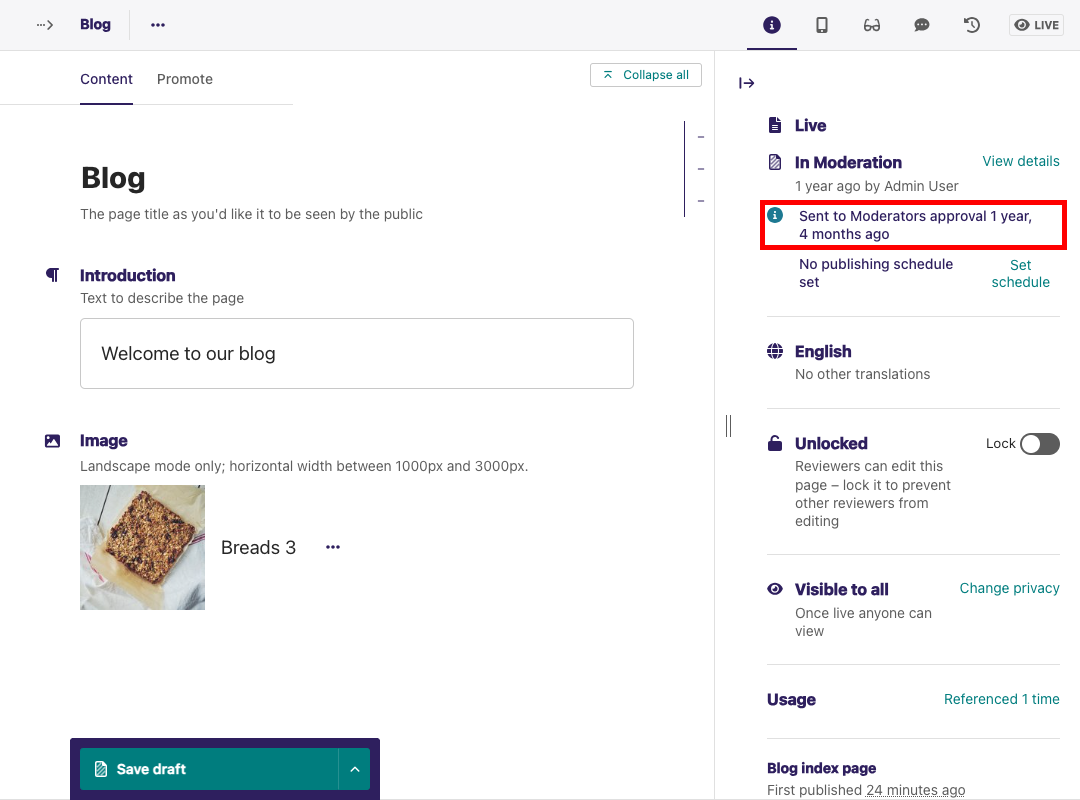 Blog
LIVE
Content
Promote
Collapse all
Blog
The page title as you'd like it to be seen by the public
Introduction
Text to describe the page
Welcome to our blog
Image
Landscape mode only; horizontal width between 1000px and 3000px.
Breads 3
Save draft
Live
In Moderation
View details
1 year ago by Admin User
Sent to Moderators approval 1 year,
4 months ago
No publishing schedule
set
Set
schedule
English
No other translations
Unlocked
Lock
Reviewers can edit this
page – lock it to prevent
other reviewers from
editing
Visible to all
Change privacy
Once live anyone can
view
Usage
Referenced 1 time
Blog index page
First published 24 minutes ago